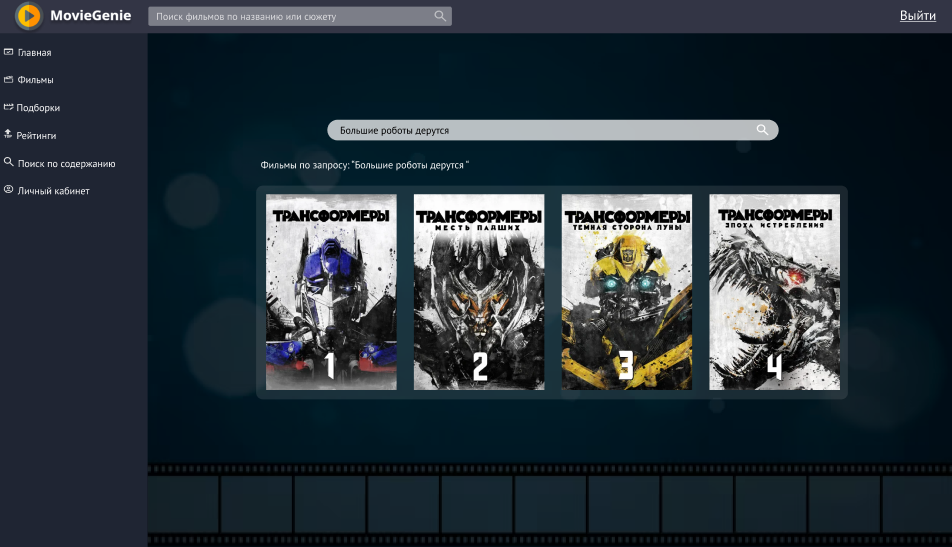 MovieGenie
Поиск фильмов по названию или сюжету
Выйти
Главная
Фильмы
Подборки
Рейтинги
Поиск по содержанию
Личный кабинет
Большие роботы дерутся
Фильмы по запросу: "Большие роботы дерутся "
ТРАНСФОРМЕРЫ
1
ТРАНСФОРМЕРЫ
МЕСТЬ ПАДШИХ
2
ТРАНСФОРМЕРЫ
ТЕМНАЯ СТОРОНА ЛУНЫ
3
ТРАНСФОРМЕРЫ
ЭПОХА ИСТРЕБЛЕНИЯ
4